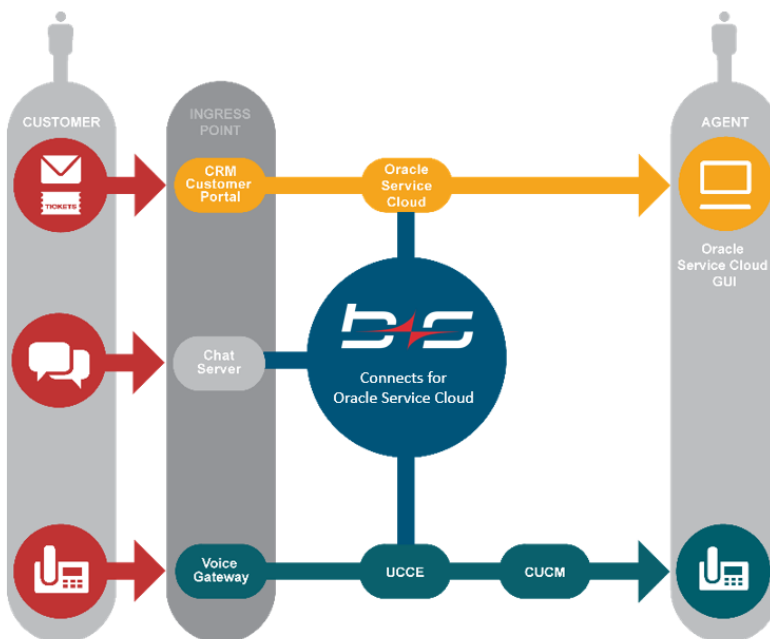 CUSTOMER
INGRESS
POINT
AGENT
TICKETS
CRM
Customer
Portal
Oracle
Service
Cloud
Oracle
Service Cloud
GUI
b+s
Connects for
Oracle Service Cloud
Chat
Server
Voice
Gateway
UCCE
CUCM